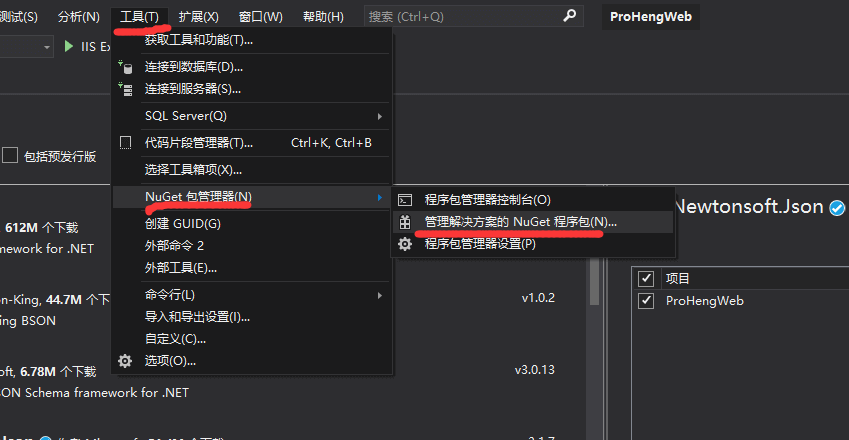 测试(S) 分析(N) 工具(T) 扩展(X) 窗口(W) 帮助(H) 搜索 (Ctrl+Q) ProHengWeb
IIS Ex
获取工具和功能(T)...
连接到数据库(D)...
连接到服务器(S)...
SQL Server(Q)
代码片段管理器(T)... Ctrl+K, Ctrl+B
包括预发行版
选择工具箱项(X)...
NuGet 包管理器(N)
程序包管理器控制台(O)
管理解决方案的 NuGet 程序包(N)...
程序包管理器设置(P)
Newtonsoft.Json
612M 个下载
创建 GUID(G)
mework for .NET
外部命令 2
外部工具(E)...
项目
on-King, 44.7M 个下
命令行(L)
v1.0.2
ProHengWeb
ing BSON
导入和导出设置(I)...
自定义(C)...
选项(O)...
oft, 6.78M 个下载
v3.0.13
SON Schema framework for .NET